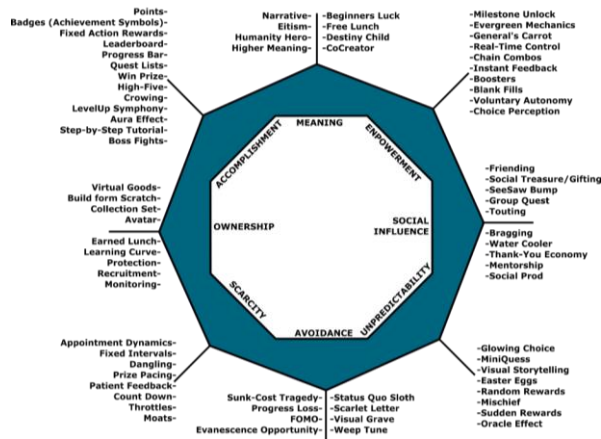 Points-
Badges (Achievement Symbols)-
Fixed Action Rewards-
Leaderboard-
Progress Bar-
Quest Lists-
Win Prize-
High-Five-
Crowing-
LevelUp Symphony-
Aura Effect-
Step-by-Step Tutorial-
Boss Fights-
Narrative-
Eitism-
Humanity Hero-
Higher Meaning-
-Beginners Luck
-Free Lunch
-Destiny Child
-CoCreator
-Milestone Unlock
-Evergreen Mechanics
-General's Carrot
-Real-Time Control
-Chain Combos
-Instant Feedback
-Boosters
-Blank Fills
-Voluntary Autonomy
-Choice Perception
MEANING
ACCOMPLISHMENT
EMPOWERMENT
OWNERSHIP
SOCIAL
INFLUENCE
SCARCITY
UNPREDICTABILITY
AVOIDANCE
Virtual Goods-
Build form Scratch-
Collection Set-
Avatar-
Earned Lunch-
Learning Curve-
Protection-
Recruitment-
Monitoring-
-Friending
-Social Treasure/Gifting
-SeeSaw Bump
-Group Quest
-Touting
-Bragging
-Water Cooler
-Thank-You Economy
-Mentorship
-Social Prod
Appointment Dynamics-
Fixed Intervals-
Dangling-
Prize Pacing-
Patient Feedback-
Count Down-
Throttles-
Moats-
Sunk-Cost Tragedy-
Progress Loss-
FOMO-
Evanescence Opportunity-
-Status Quo Sloth
-Scarlet Letter
-Visual Grave
-Weep Tune
-Glowing Choice
-MiniQuess
-Visual Storytelling
-Easter Eggs
-Random Rewards
-Mischief
-Sudden Rewards
-Oracle Effect